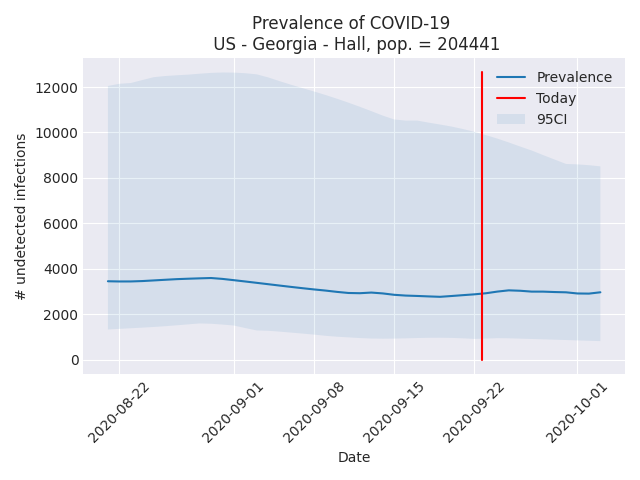 Prevalence of COVID-19
US - Georgia - Hall, pop. = 204441
Prevalence
Today
95CI
12000
10000
8000
6000
4000
2000
0
# undetected infections
2020-08-22
2020-09-01
2020-09-08
2020-09-15
2020-09-22
2020-10-01
Date